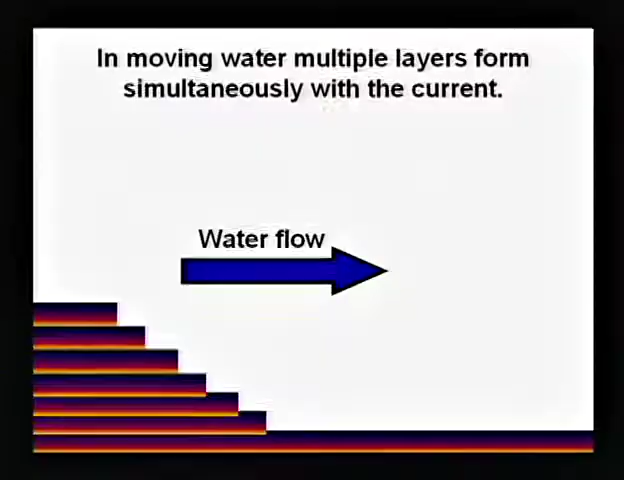 In moving water multiple layers form
simultaneously with the current.
Water flow